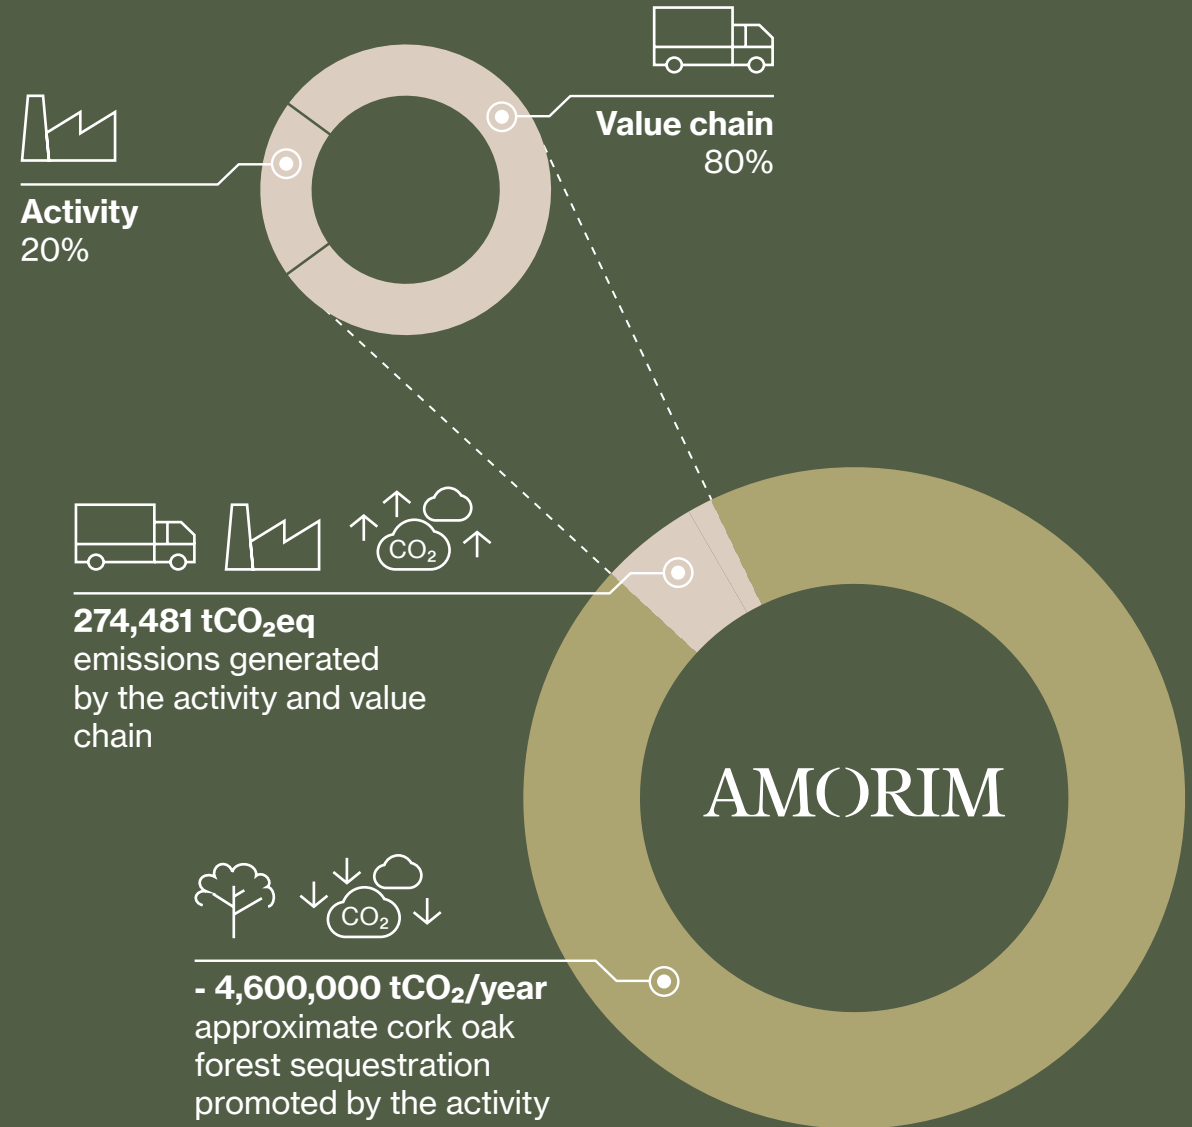 Value chain
80%
Activity
20%
CO₂
274,481 tCO₂eq
emissions generated
by the activity and value
chain
AMORIM
CO₂
- 4,600,000 tCO₂/year
approximate cork oak
forest sequestration
promoted by the activity